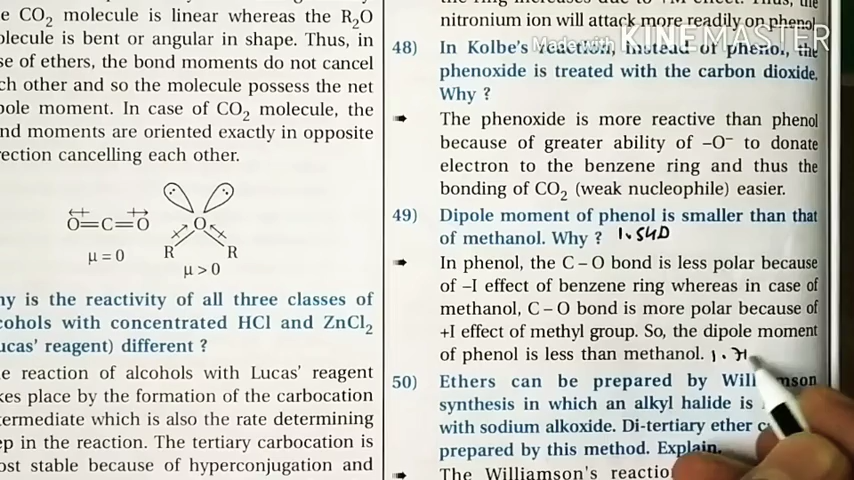 e CO2 molecule is linear whereas the R2O
olecule is bent or angular in shape. Thus, in
se of ethers, the bond moments do not cancel
ch other and so the molecule possess the net
pole moment. In case of CO2 molecule, the
nd moments are oriented exactly in opposite
rection cancelling each other.
O=C=O
O
R R
μ = 0
μ > 0
hy is the reactivity of all three classes of
cohols with concentrated HCl and ZnCl2
ucas' reagent) different ?
e reaction of alcohols with Lucas' reagent
kes place by the formation of the carbocation
termediate which is also the rate determining
ep in the reaction. The tertiary carbocation is
ost stable because of hyperconjugation and
nitronium ion will attack more readily on phenol
Made with KINEMASTER
48) In Kolbe's reaction, instead of phenol, the
phenoxide is treated with the carbon dioxide.
Why ?
The phenoxide is more reactive than phenol
because of greater ability of –O– to donate
electron to the benzene ring and thus the
bonding of CO2 (weak nucleophile) easier.
49) Dipole moment of phenol is smaller than that
of methanol. Why ? 1.54D
In phenol, the C – O bond is less polar because
of –I effect of benzene ring whereas in case of
methanol, C – O bond is more polar because of
+I effect of methyl group. So, the dipole moment
of phenol is less than methanol. 1.71
50) Ethers can be prepared by Williamson
synthesis in which an alkyl halide is
with sodium alkoxide. Di-tertiary ether
prepared by this method. Explain.
The Williamson's reaction